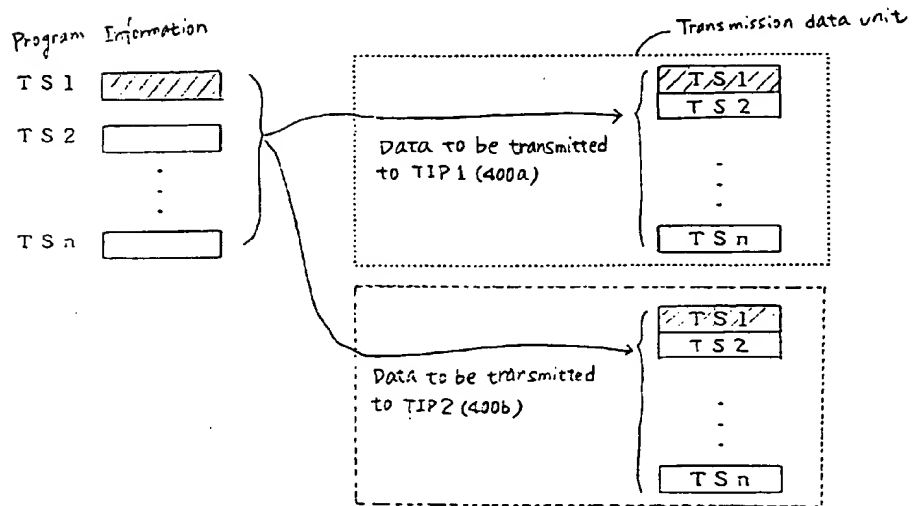 Program Information
TS1
TS2
TSn
Transmission data unit
TS1
TS2
Data to be transmitted
to TIP1 (400a)
TSn
TS1
TS2
Data to be transmitted
to TIP2 (400b)
TSn